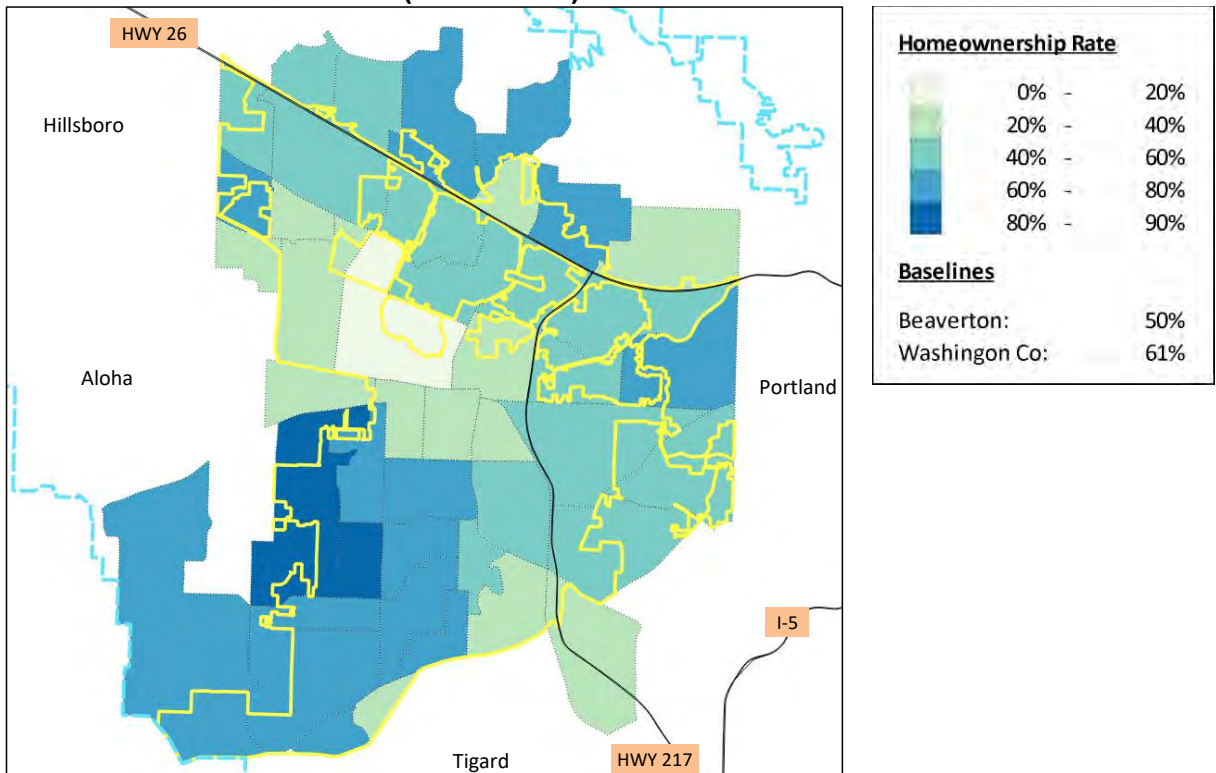 HWY 26
Hillsboro
Aloha
Portland
I-5
Tigard
HWY 217
Homeownership Rate
0% - 20%
20% - 40%
40% - 60%
60% - 80%
80% - 90%
Baselines
Beaverton: 50%
Washingon Co: 61%